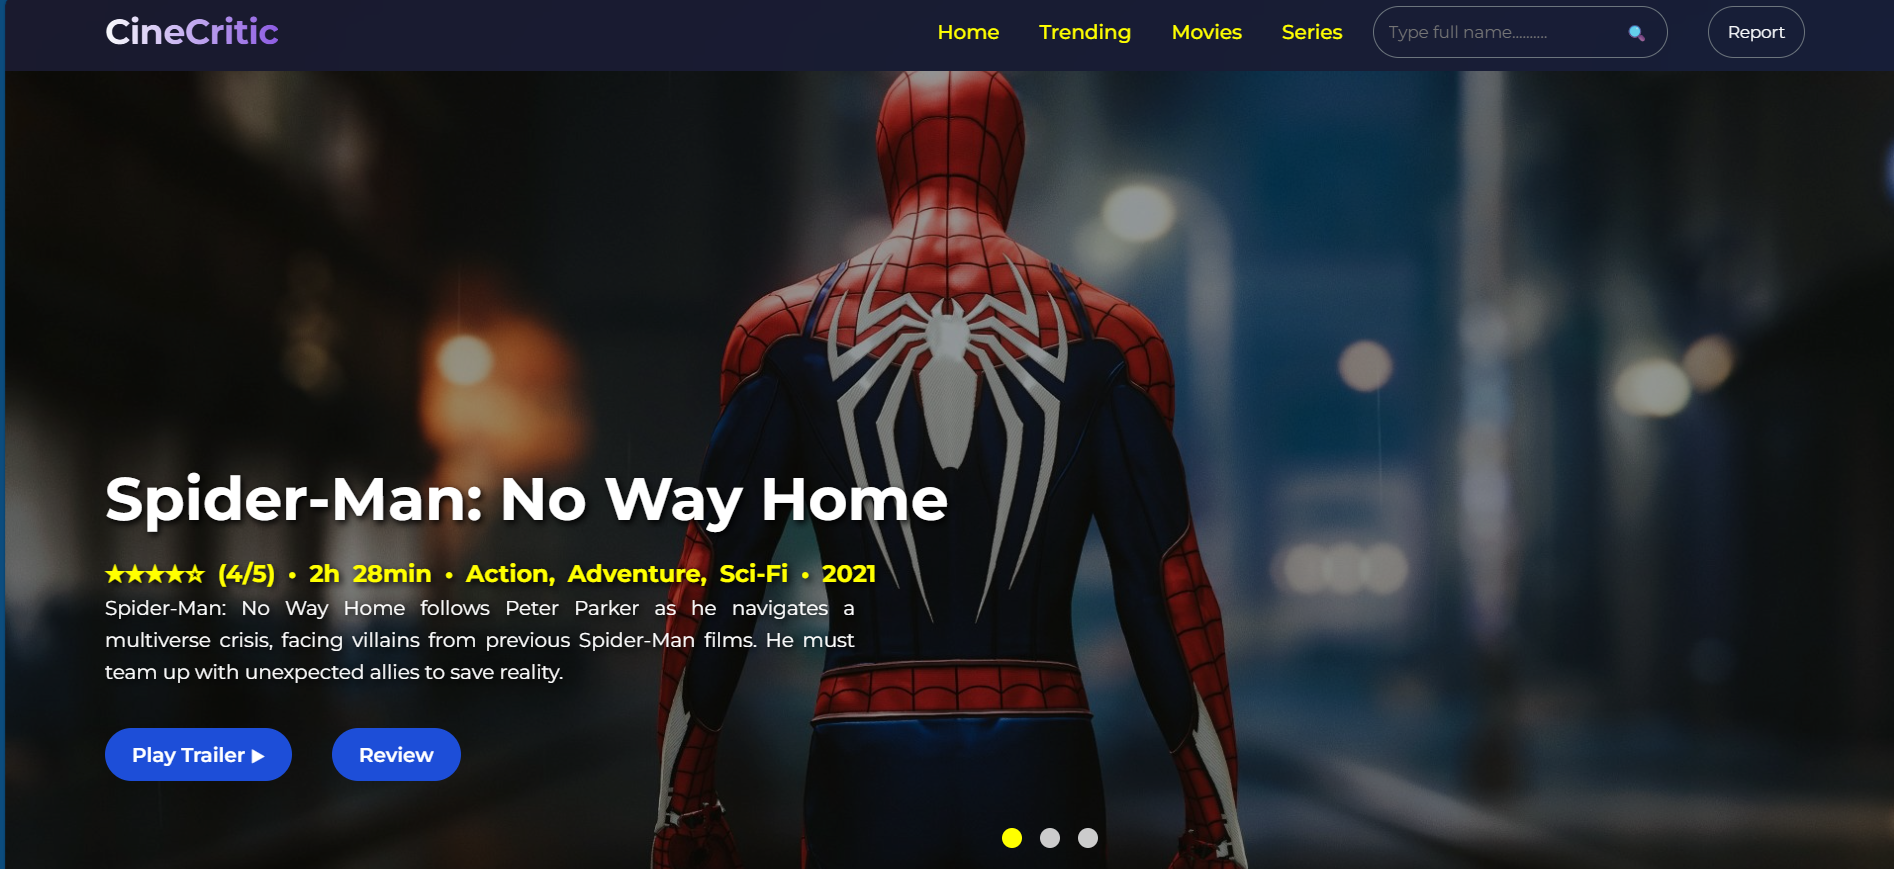 CineCritic
Home Trending Movies Series Type full name.......... Report
Spider-Man: No Way Home
★★★★☆ (4/5) • 2h 28min • Action, Adventure, Sci-Fi • 2021
Spider-Man: No Way Home follows Peter Parker as he navigates a
multiverse crisis, facing villains from previous Spider-Man films. He must
team up with unexpected allies to save reality.
Play Trailer ▶ Review